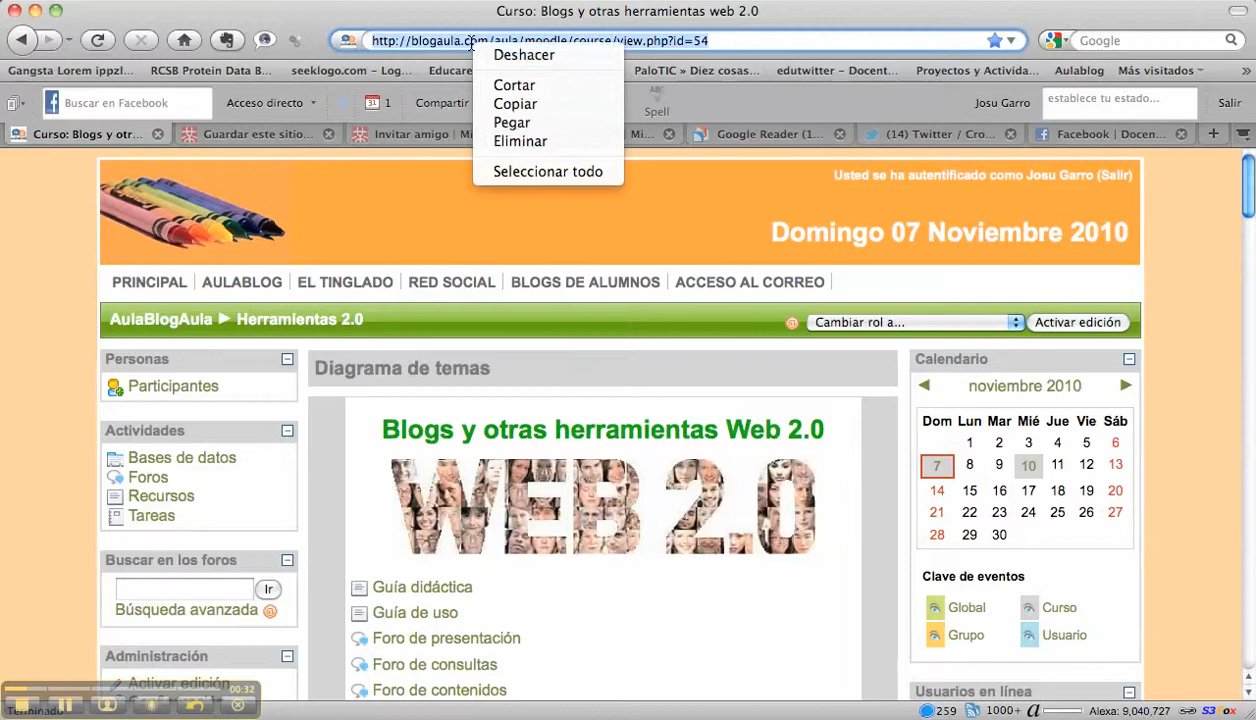 Curso: Blogs y otras herramientas web 2.0
http://blogaula.com/aula/moodle/course/view.php?id=54
Google
Gangsta Lorem ippzl... RCSB Protein Data B... seeklogo.com – Log... Educare PaloTIC » Diez cosas... edutwitter – Docent... Proyectos y Activida... Aulablog Más visitados
Buscar en Facebook Acceso directo 31 1 Compartir ABC Spell Josu Garro establece tu estado... Salir
Curso: Blogs y otr... Guardar este sitio... Invitar amigo | Mi Mi... Google Reader (1... (14) Twitter / Cro... Facebook | Docen...
Deshacer
Cortar
Copiar
Pegar
Eliminar
Seleccionar todo
Usted se ha autentificado como Josu Garro (Salir)
Domingo 07 Noviembre 2010
PRINCIPAL AULABLOG EL TINGLADO RED SOCIAL BLOGS DE ALUMNOS ACCESO AL CORREO
AulaBlogAula ► Herramientas 2.0
Cambiar rol a... Activar edición
Personas
Participantes
Actividades
Bases de datos
Foros
Recursos
Tareas
Buscar en los foros
Ir
Búsqueda avanzada
Administración
Activar edición
Diagrama de temas
Blogs y otras herramientas Web 2.0
WEB 2.0
Guía didáctica
Guía de uso
Foro de presentación
Foro de consultas
Foro de contenidos
Calendario
noviembre 2010
Dom Lun Mar Mié Jue Vie Sáb
1 2 3 4 5 6
7 8 9 10 11 12 13
14 15 16 17 18 19 20
21 22 23 24 25 26 27
28 29 30
Clave de eventos
Global Curso
Grupo Usuario
Usuarios en línea
00:32
Terminado
259 1000+ a Alexa: 9,040,727 S3Fox